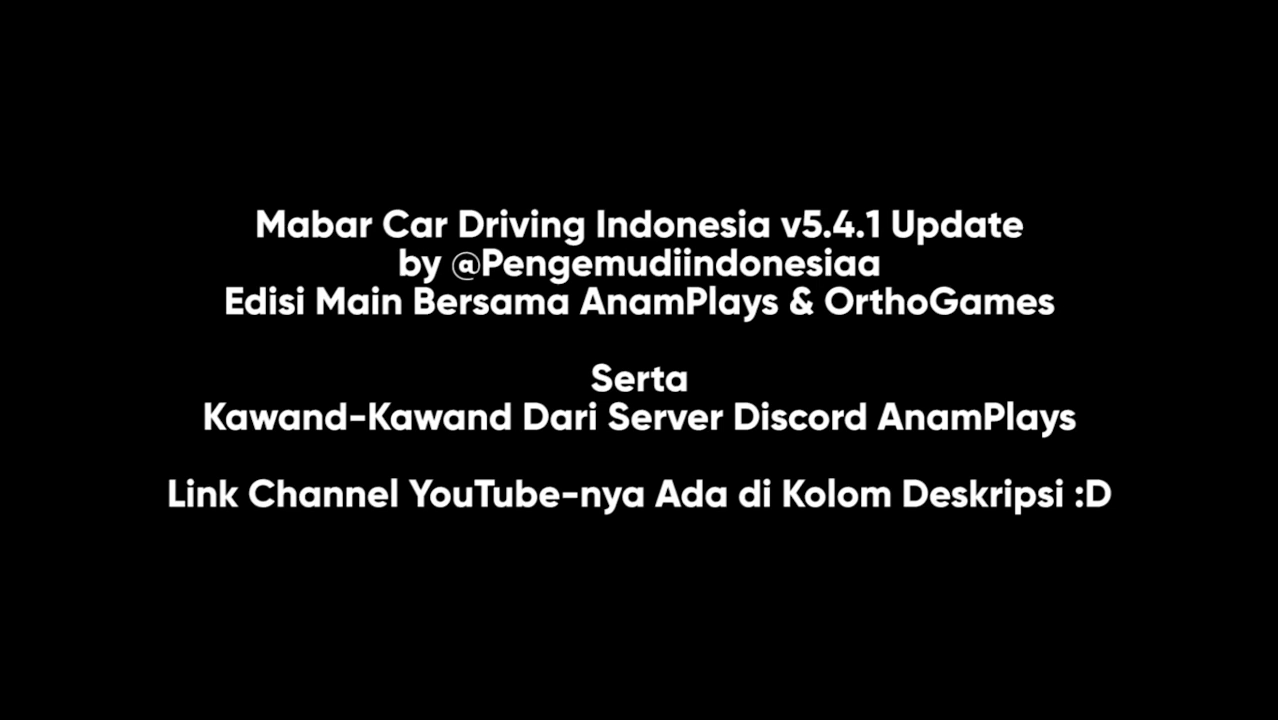 Mabar Car Driving Indonesia v5.4.1 Update
by @Pengemudiindonesiaa
Edisi Main Bersama AnamPlays & OrthoGames
Serta
Kawand-Kawand Dari Server Discord AnamPlays
Link Channel YouTube-nya Ada di Kolom Deskripsi :D